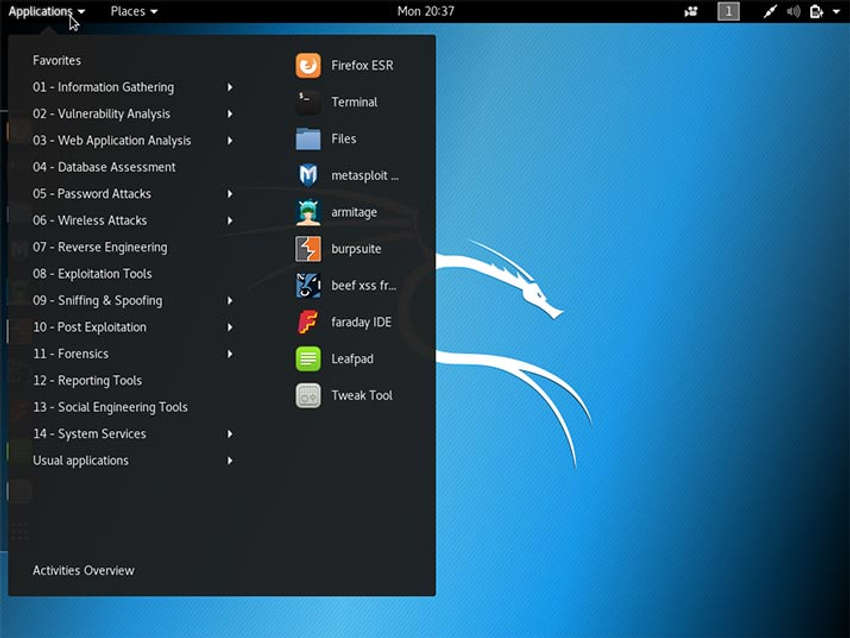 Applications Places Mon 20:37 1
Favorites
01 - Information Gathering
02 - Vulnerability Analysis
03 - Web Application Analysis
04 - Database Assessment
05 - Password Attacks
06 - Wireless Attacks
07 - Reverse Engineering
08 - Exploitation Tools
09 - Sniffing & Spoofing
10 - Post Exploitation
11 - Forensics
12 - Reporting Tools
13 - Social Engineering Tools
14 - System Services
Usual applications
Activities Overview
Firefox ESR
Terminal
Files
metasploit ...
armitage
burpsuite
beef xss fr...
faraday IDE
Leafpad
Tweak Tool